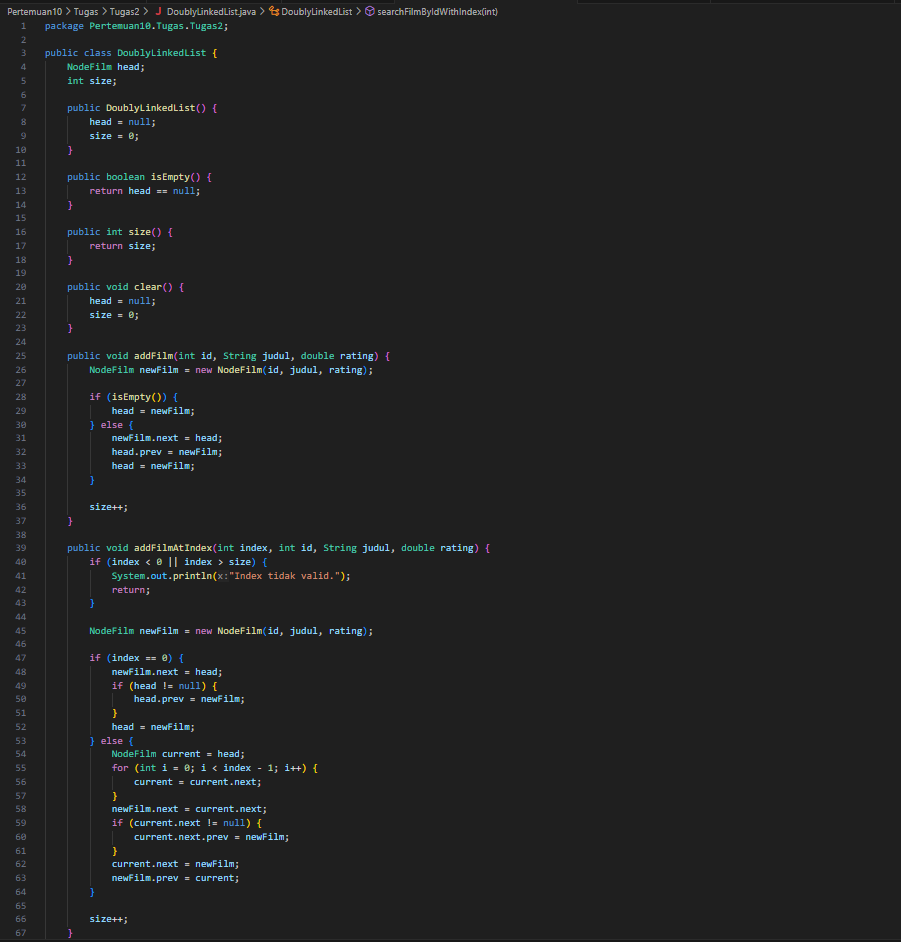 Pertemuan10 > Tugas > Tugas2 > J DoublyLinkedList.java > DoublyLinkedList > searchFilmByIdWithIndex(int)
1 package Pertemuan10.Tugas.Tugas2;
2
3 public class DoublyLinkedList {
4     NodeFilm head;
5     int size;
6
7     public DoublyLinkedList() {
8         head = null;
9         size = 0;
10     }
11
12     public boolean isEmpty() {
13         return head == null;
14     }
15
16     public int size() {
17         return size;
18     }
19
20     public void clear() {
21         head = null;
22         size = 0;
23     }
24
25     public void addFilm(int id, String judul, double rating) {
26         NodeFilm newFilm = new NodeFilm(id, judul, rating);
27
28         if (isEmpty()) {
29             head = newFilm;
30         } else {
31             newFilm.next = head;
32             head.prev = newFilm;
33             head = newFilm;
34         }
35
36         size++;
37     }
38
39     public void addFilmAtIndex(int index, int id, String judul, double rating) {
40         if (index < 0 || index > size) {
41             System.out.println(x:"Index tidak valid.");
42             return;
43         }
44
45         NodeFilm newFilm = new NodeFilm(id, judul, rating);
46
47         if (index == 0) {
48             newFilm.next = head;
49             if (head != null) {
50                 head.prev = newFilm;
51             }
52             head = newFilm;
53         } else {
54             NodeFilm current = head;
55             for (int i = 0; i < index - 1; i++) {
56                 current = current.next;
57             }
58             newFilm.next = current.next;
59             if (current.next != null) {
60                 current.next.prev = newFilm;
61             }
62             current.next = newFilm;
63             newFilm.prev = current;
64         }
65
66         size++;
67     }